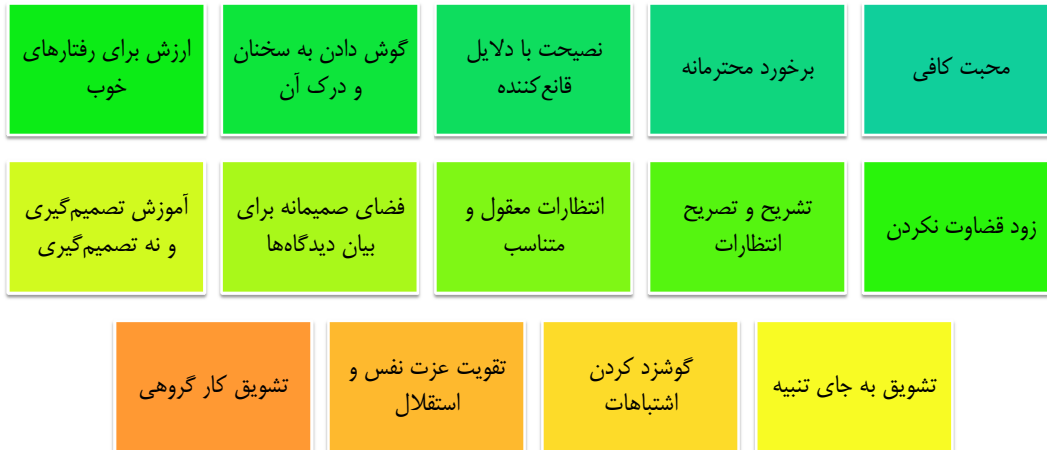 محبت کافی
برخورد محترمانه
نصیحت با دلایل
قانع‌کننده
گوش دادن به سخنان
و درک آن
ارزش برای رفتارهای
خوب
زود قضاوت نکردن
تشریح و تصریح
انتظارات
انتظارات معقول و
متناسب
فضای صمیمانه برای
بیان دیدگاه‌ها
آموزش تصمیم‌گیری
و نه تصمیم‌گیری
تشویق به جای تنبیه
گوشزد کردن
اشتباهات
تقویت عزت نفس و
استقلال
تشویق کار گروهی